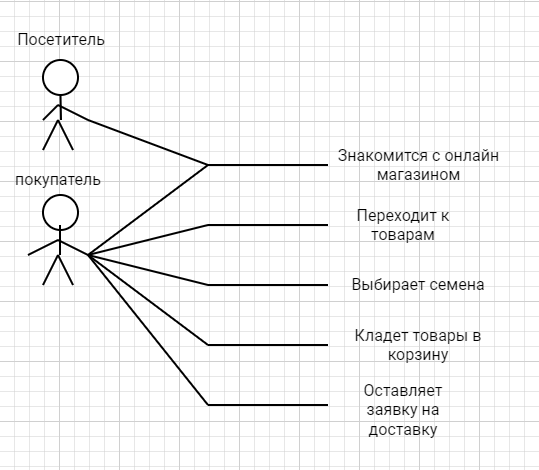 Посетитель
Знакомится с онлайн
магазином
покупатель
Переходит к
товарам
Выбирает семена
Кладет товары в
корзину
Оставляет
заявку на
доставку